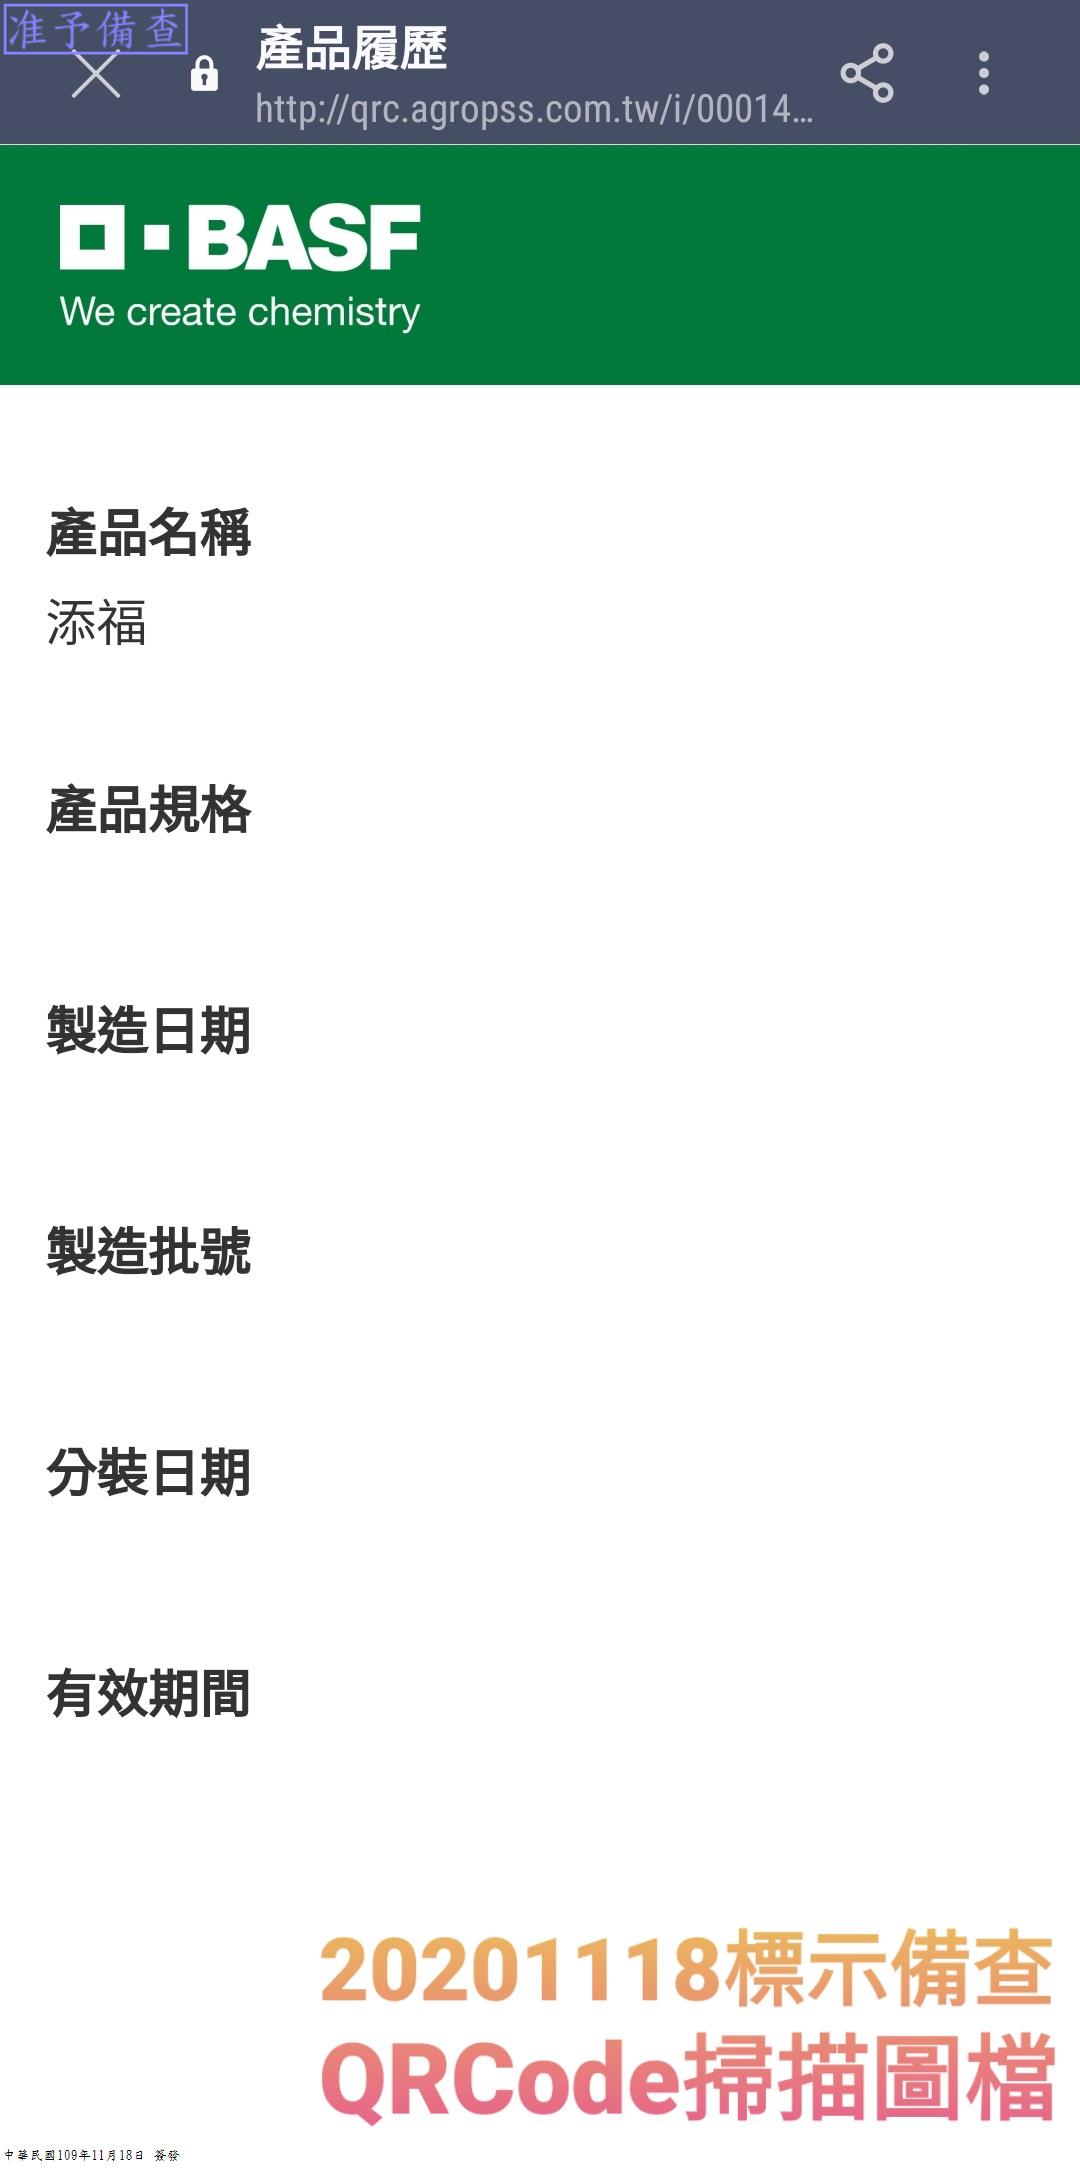 准予備查
產品履歷
http://qrc.agropss.com.tw/i/00014...
BASF
We create chemistry
產品名稱
添福
產品規格
製造日期
製造批號
分裝日期
有效期間
20201118標示備查
QRCode掃描圖檔
中華民國109年11月18日 簽發